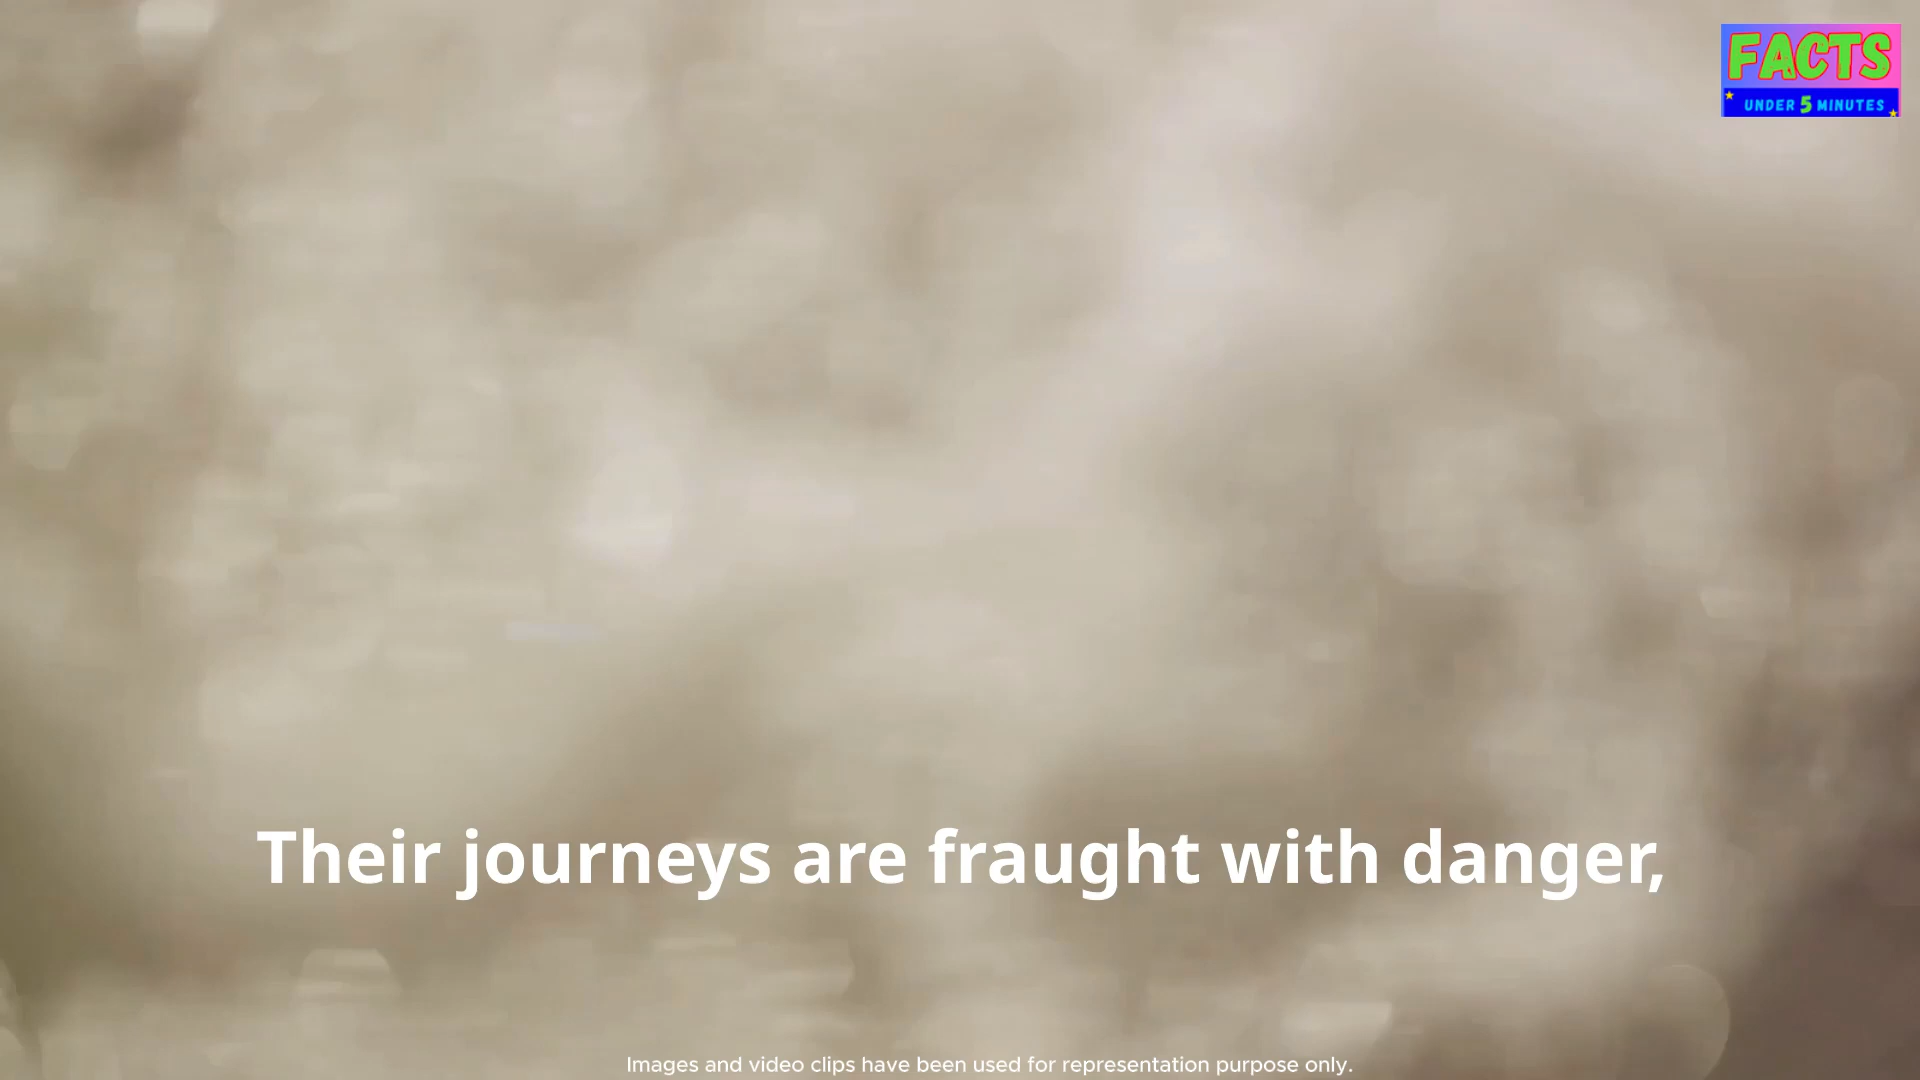 FACTS
UNDER 5 MINUTES
Their journeys are fraught with danger,
Images and video clips have been used for representation purpose only.